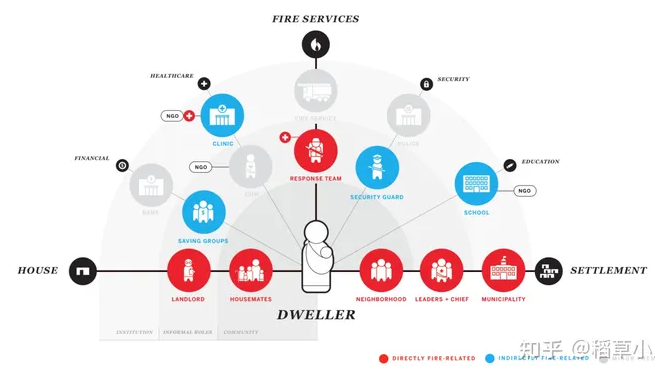 FIRE SERVICES
HEALTHCARE
SECURITY
NGO
CLINIC
FIRE SERVICE
POLICE
FINANCIAL
NGO
RESPONSE TEAM
EDUCATION
SECURITY GUARD
NGO
BANK
SCHOOL
SAVING GROUPS
HOUSE
SETTLEMENT
LANDLORD
HOUSEMATES
NEIGHBORHOOD
LEADERS + CHIEF
MUNICIPALITY
DWELLER
INSTITUTION
INFORMAL ROLES
COMMUNITY
知乎 @稻草小
DIRECTLY FIRE-RELATED
INDIRECTLY FIRE-RELATED